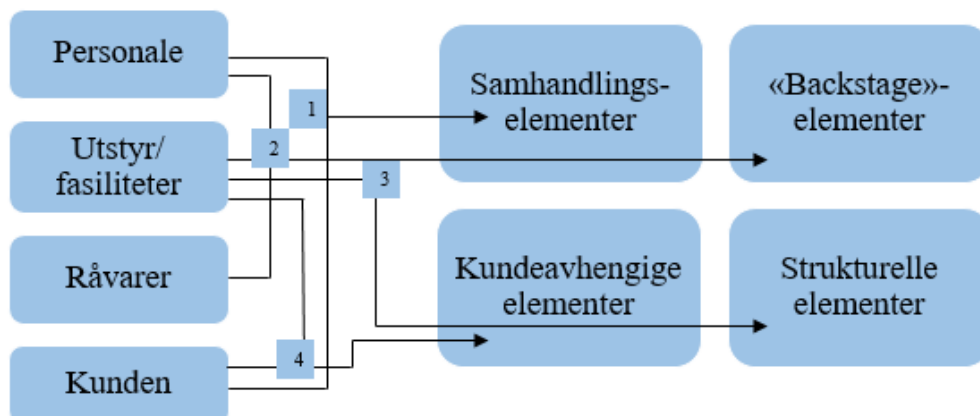 Personale
Utstyr/
fasiliteter
Råvarer
Kunden
1
2
3
4
Samhandlings-
elementer
«Backstage»-
elementer
Kundeavhengige
elementer
Strukturelle
elementer